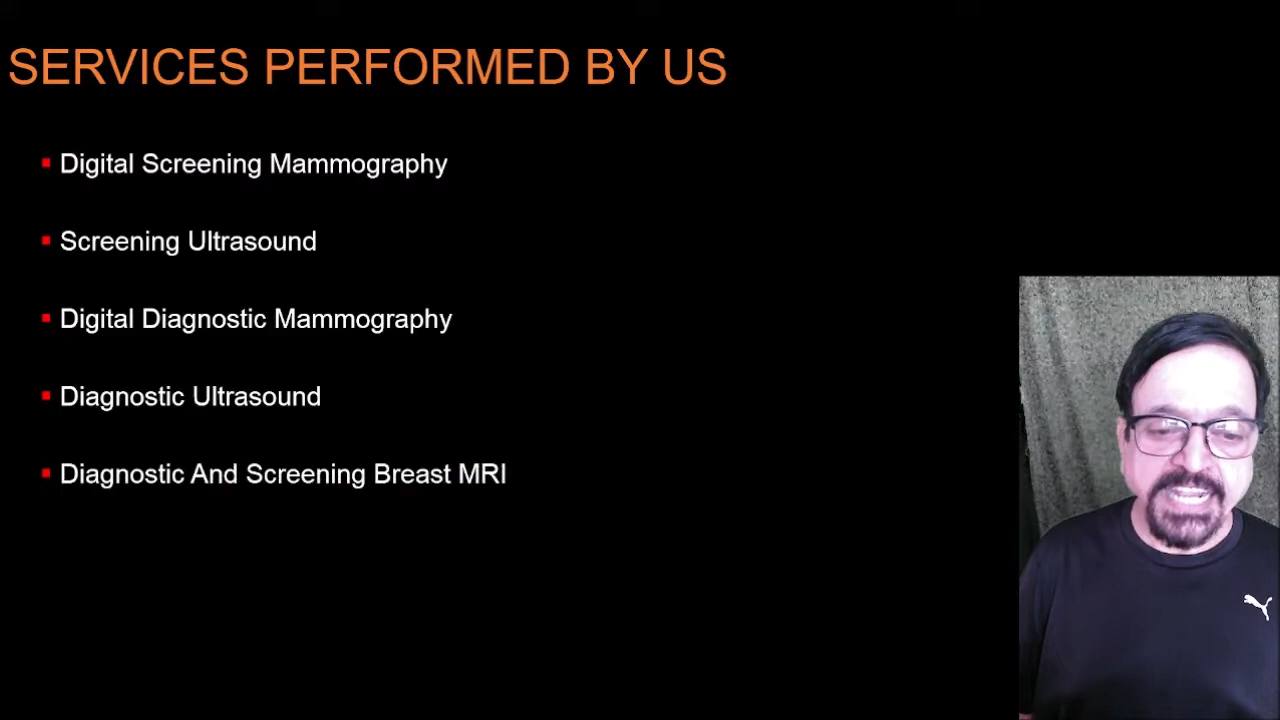 SERVICES PERFORMED BY US
Digital Screening Mammography
Screening Ultrasound
Digital Diagnostic Mammography
Diagnostic Ultrasound
Diagnostic And Screening Breast MRI